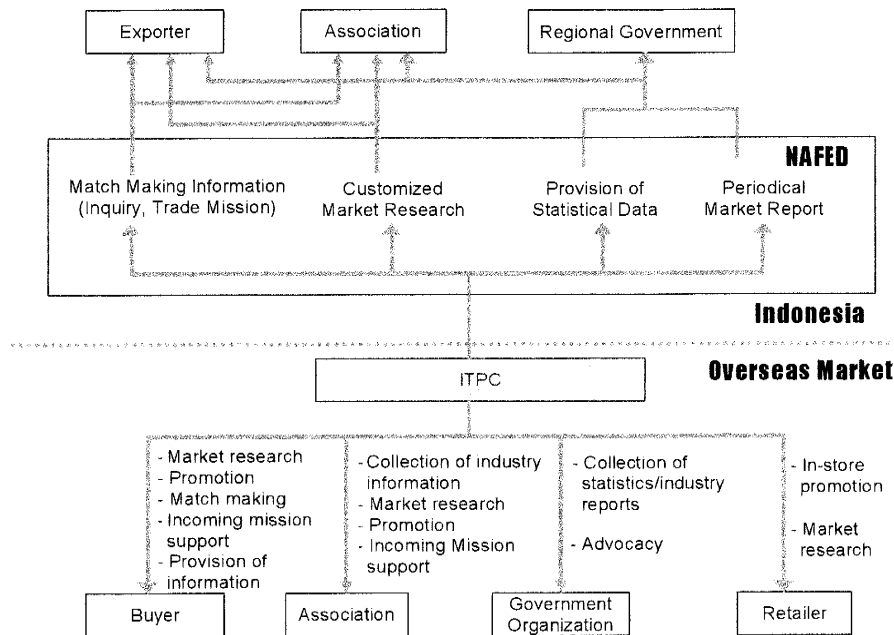 Exporter
Association
Regional Government
NAFED
Match Making Information
(Inquiry, Trade Mission)
Customized
Market Research
Provision of
Statistical Data
Periodical
Market Report
Indonesia
Overseas Market
ITPC
- Market research
- Promotion
- Match making
- Incoming mission
support
- Provision of
information
- Collection of industry
information
- Market research
- Promotion
- Incoming Mission
support
- Collection of
statistics/industry
reports
- Advocacy
- In-store
promotion
- Market
research
Buyer
Association
Government
Organization
Retailer